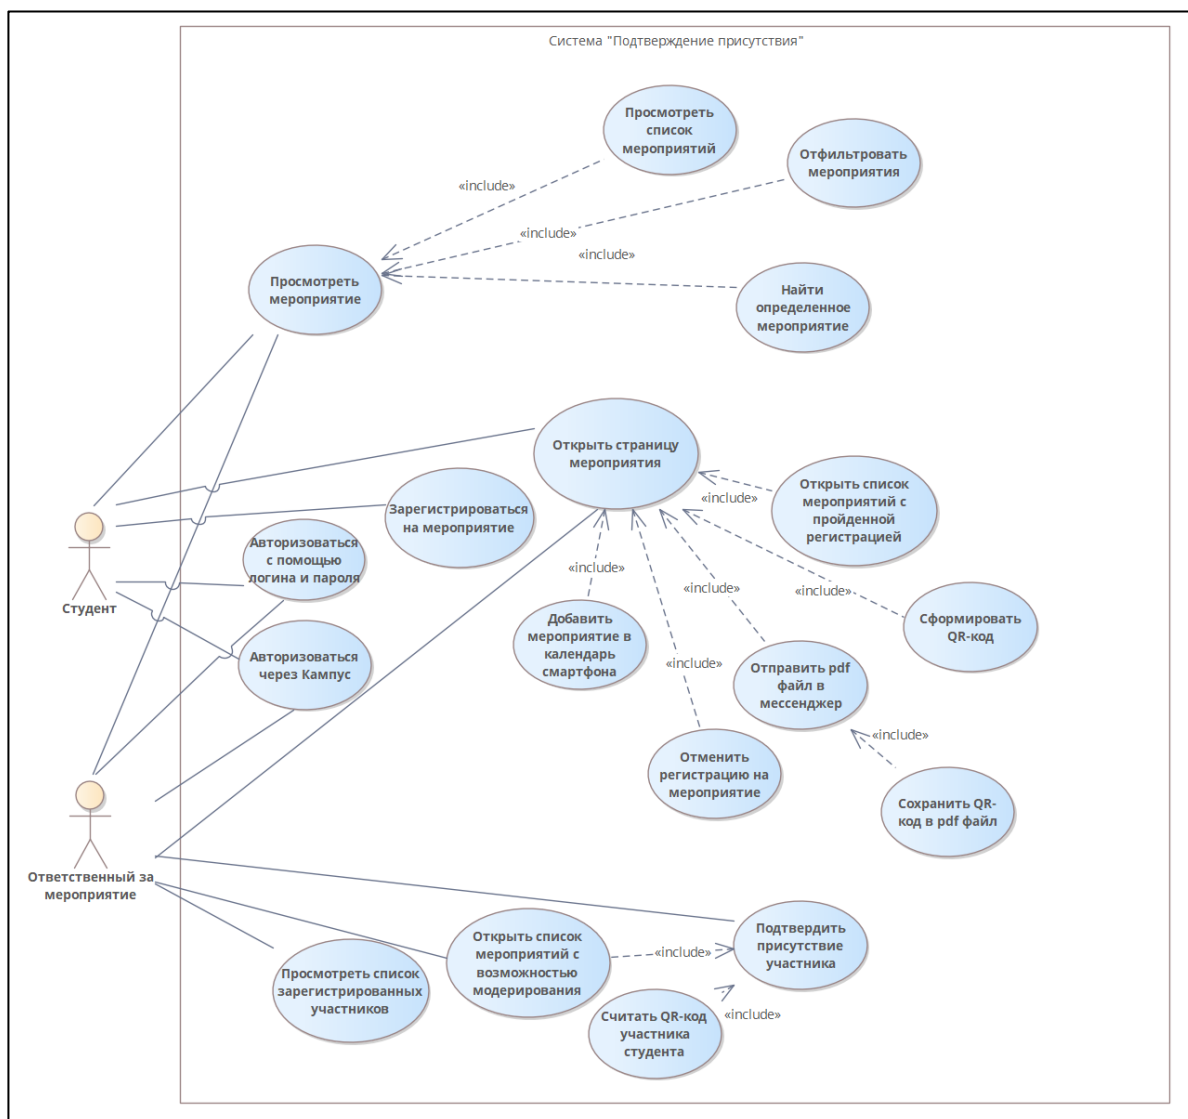 Система "Подтверждение присутствия"
Просмотреть
список
мероприятий
Отфильтровать
мероприятия
«include»
«include»
«include»
Просмотреть
мероприятие
Найти
определенное
мероприятие
Открыть страницу
мероприятия
Зарегистрироваться
на мероприятие
Открыть список
мероприятий с
пройденной
регистрацией
«include»
Авторизоваться
с помощью
логина и пароля
«include»
«include»
«include»
Студент
Добавить
мероприятие в
календарь
смартфона
Сформировать
QR-код
Авторизоваться
через Кампус
«include»
Отправить pdf
файл в
мессенджер
«include»
Отменить
регистрацию на
мероприятие
Сохранить QR-
код в pdf файл
Ответственный за
мероприятие
Подтвердить
присутствие
участника
Открыть список
мероприятий с
возможностью
модерирования
«include»
Просмотреть список
зарегистрированных
участников
Считать QR-код
участника
студента
«include»